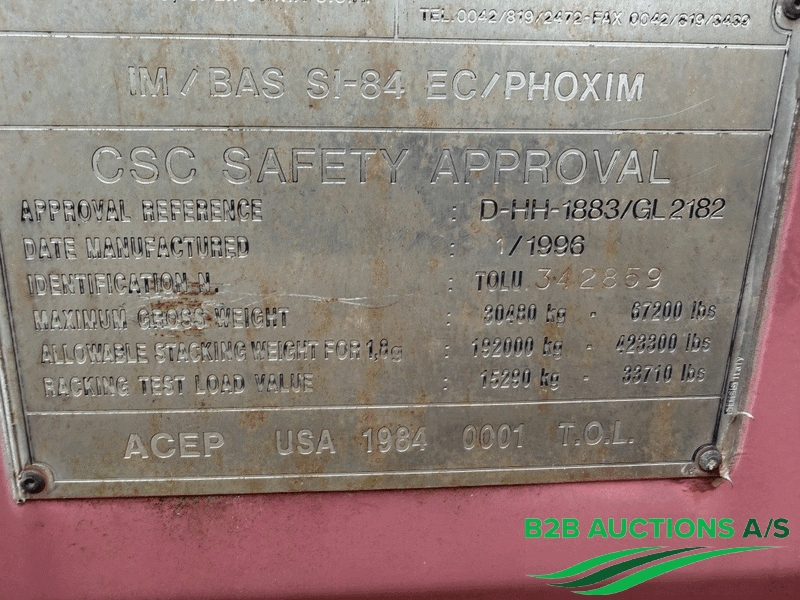 TEL.0042/819/2472-FAX 0042/819/3439
IM / BAS SI-84 EC/PHOXIM
CSC SAFETY APPROVAL
APPROVAL REFERENCE : D-HH-1883/GL 2182
DATE MANUFACTURED : 1/1996
IDENTIFICATION N. : TOLU 342859
MAXIMUM GROSS WEIGHT : 30480 kg - 67200 lbs
ALLOWABLE STACKING WEIGHT FOR 1,8g : 192000 kg - 423300 lbs
RACKING TEST LOAD VALUE : 15290 kg - 33710 lbs
ACEP USA 1984 0001 T.O.L.
B2B AUCTIONS A/S